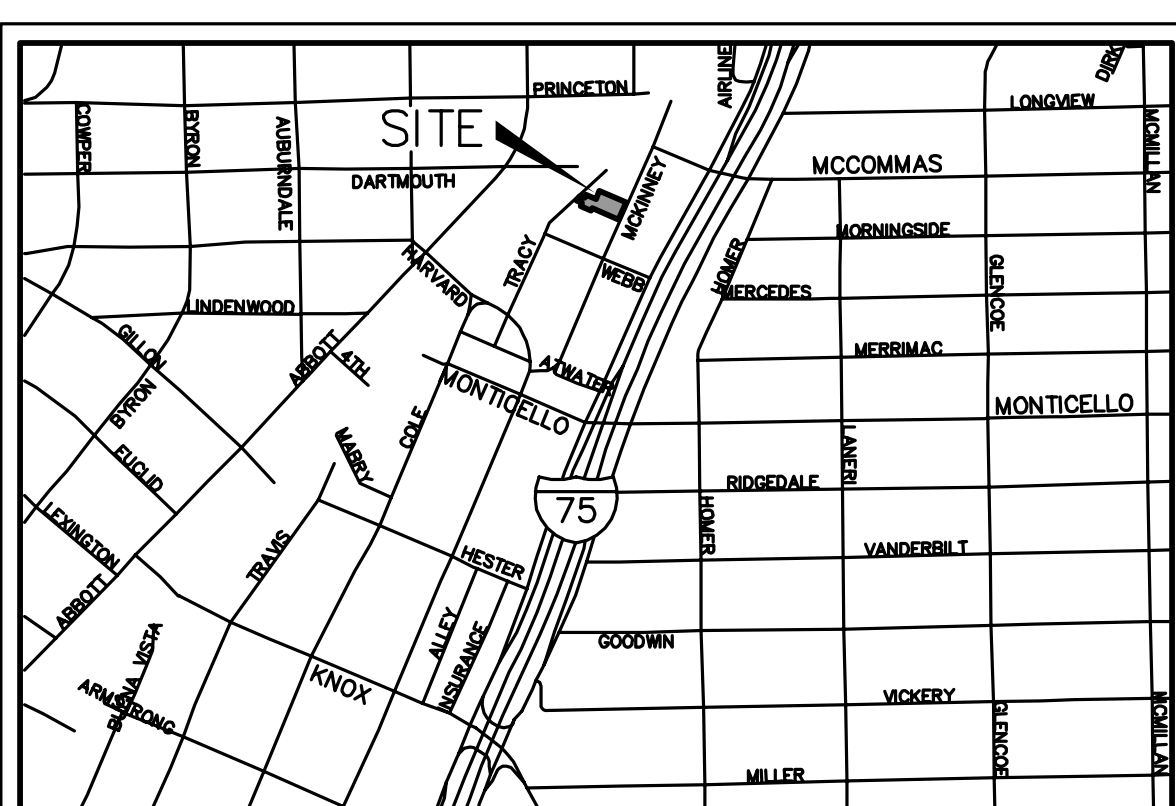 AIRLINE
DIRK
PRINCETON
LONGVIEW
COWPER
BYRON
AUBURNDALE
SITE
MCMILLAN
MCCOMMAS
DARTMOUTH
MCKINNEY
MORNINGSIDE
HARVARD
TRACY
WEBB
HOMER
GLENCOE
MERCEDES
LINDENWOOD
GILLON
ABBOTT
4TH
MERRIMAC
ATWATER
MONTICELLO
MONTICELLO
BYRON
COLE
MABRY
LANERI
EUCLID
RIDGEDALE
75
LEXINGTON
HOMER
TRAVIS
HESTER
VANDERBILT
ABBOTT
ALLEY
INSURANCE
GOODWIN
BUENA VISTA
KNOX
ARMSTRONG
VICKERY
GLENCOE
MCMILLAN
MILLER